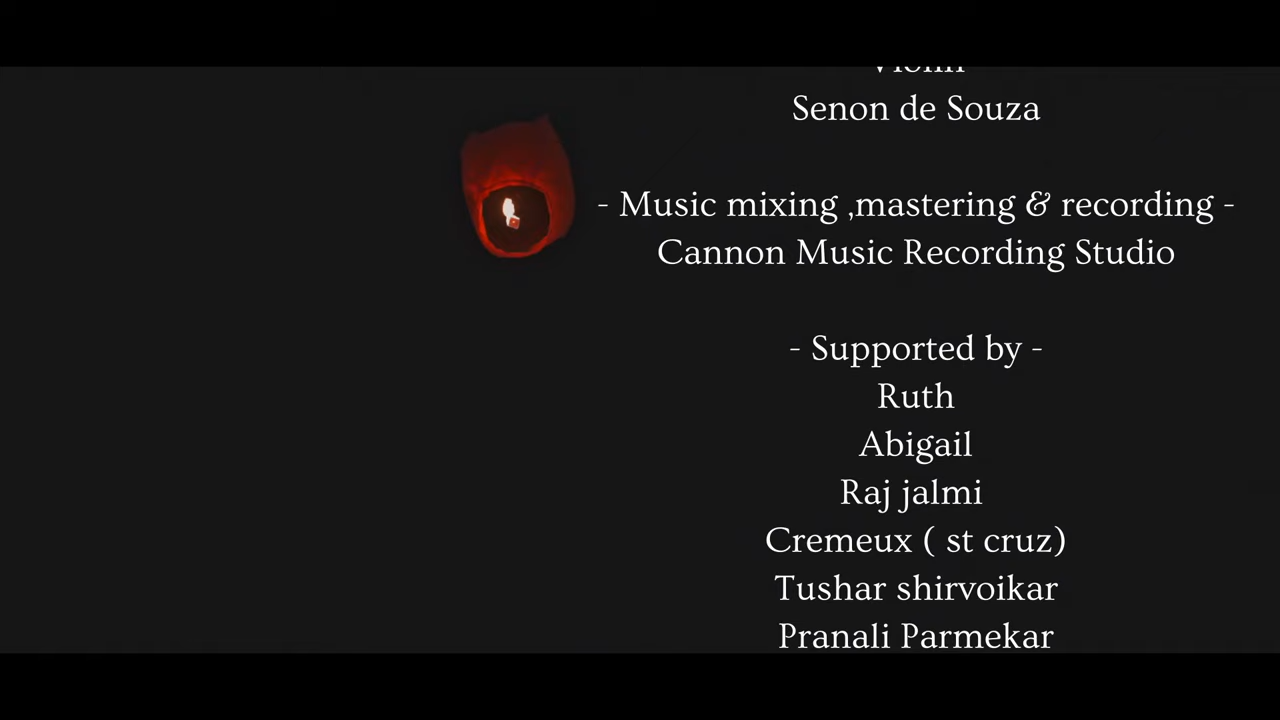 Violin
Senon de Souza
- Music mixing ,mastering & recording -
Cannon Music Recording Studio
- Supported by -
Ruth
Abigail
Raj jalmi
Cremeux ( st cruz)
Tushar shirvoikar
Pranali Parmekar